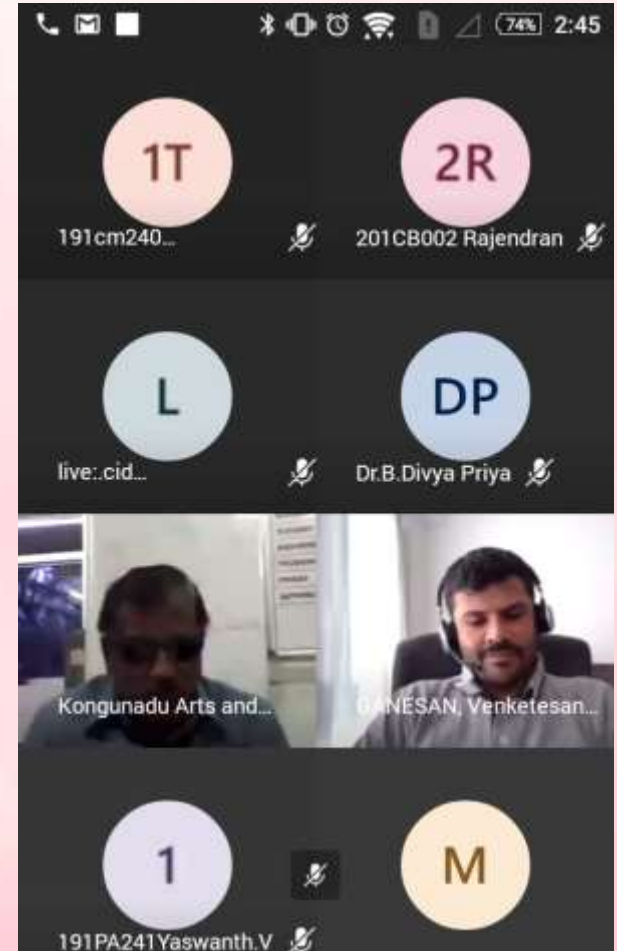 74% 2:45
1T
2R
191cm240...
201CB002 Rajendran
L
DP
live:.cid...
Dr.B.Divya Priya
Kongunadu Arts and...
GANESAN, Venketesan...
1
M
191PA241Yaswanth.V